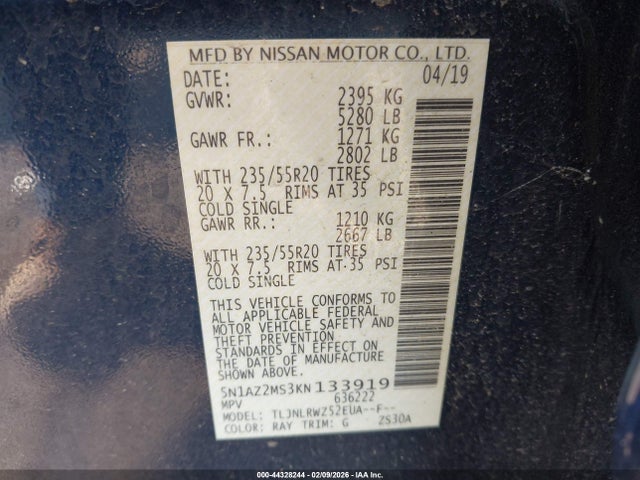 MFD BY NISSAN MOTOR CO., LTD.
DATE: 04/19
GVWR: 2395 KG
5280 LB
GAWR FR.: 1271 KG
2802 LB
WITH 235/55R20 TIRES
20 X 7.5 RIMS AT 35 PSI
COLD SINGLE
GAWR RR.: 1210 KG
2667 LB
WITH 235/55R20 TIRES
20 X 7.5 RIMS AT 35 PSI
COLD SINGLE
THIS VEHICLE CONFORMS TO
ALL APPLICABLE FEDERAL
MOTOR VEHICLE SAFETY AND
THEFT PREVENTION
STANDARDS IN EFFECT ON
THE DATE OF MANUFACTURE
SHOWN ABOVE.
5N1AZ2MS3KN133919
MPV 636222
MODEL: TLJNLRWZ52EUA--F--
COLOR: RAY TRIM: G ZS30A
000-44328244 - 02/09/2026 - IAA Inc.